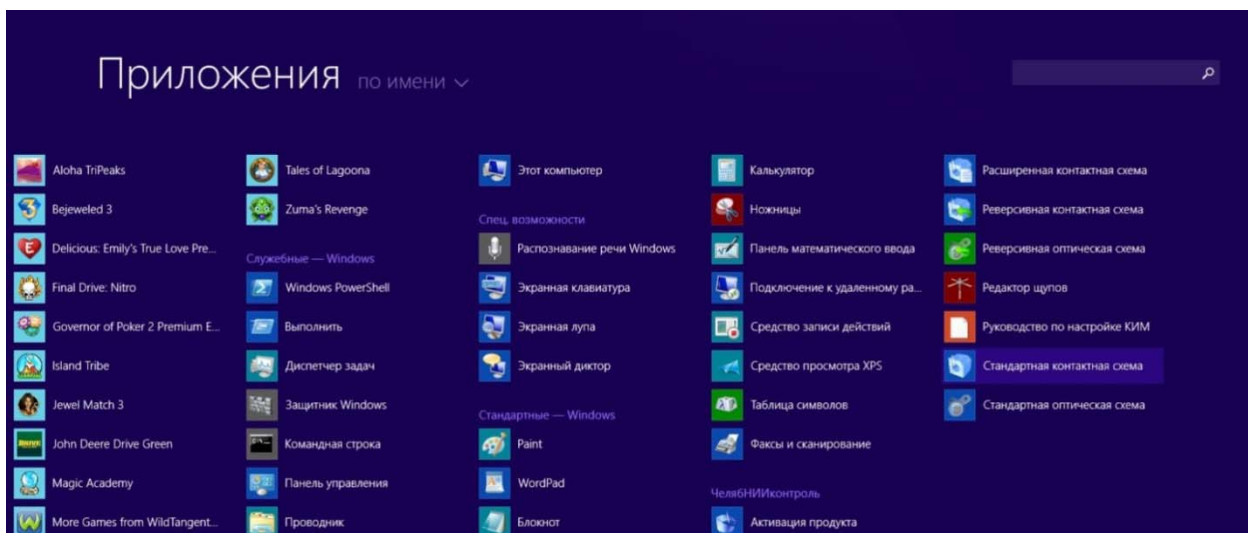 Приложения по имени
Aloha TriPeaks
Bejeweled 3
Delicious: Emily's True Love Pre...
Final Drive: Nitro
Governor of Poker 2 Premium E...
Island Tribe
Jewel Match 3
John Deere Drive Green
Magic Academy
More Games from WildTangent...
Tales of Lagoona
Zuma's Revenge
Служебные — Windows
Windows PowerShell
Выполнить
Диспетчер задач
Защитник Windows
Командная строка
Панель управления
Проводник
Этот компьютер
Спец. возможности
Распознавание речи Windows
Экранная клавиатура
Экранная лупа
Экранный диктор
Стандартные — Windows
Paint
WordPad
Блокнот
Калькулятор
Ножницы
Панель математического ввода
Подключение к удаленному ра...
Средство записи действий
Средство просмотра XPS
Таблица символов
Факсы и сканирование
ЧелябНИИконтроль
Активация продукта
Расширенная контактная схема
Реверсивная контактная схема
Реверсивная оптическая схема
Редактор щупов
Руководство по настройке КИМ
Стандартная контактная схема
Стандартная оптическая схема